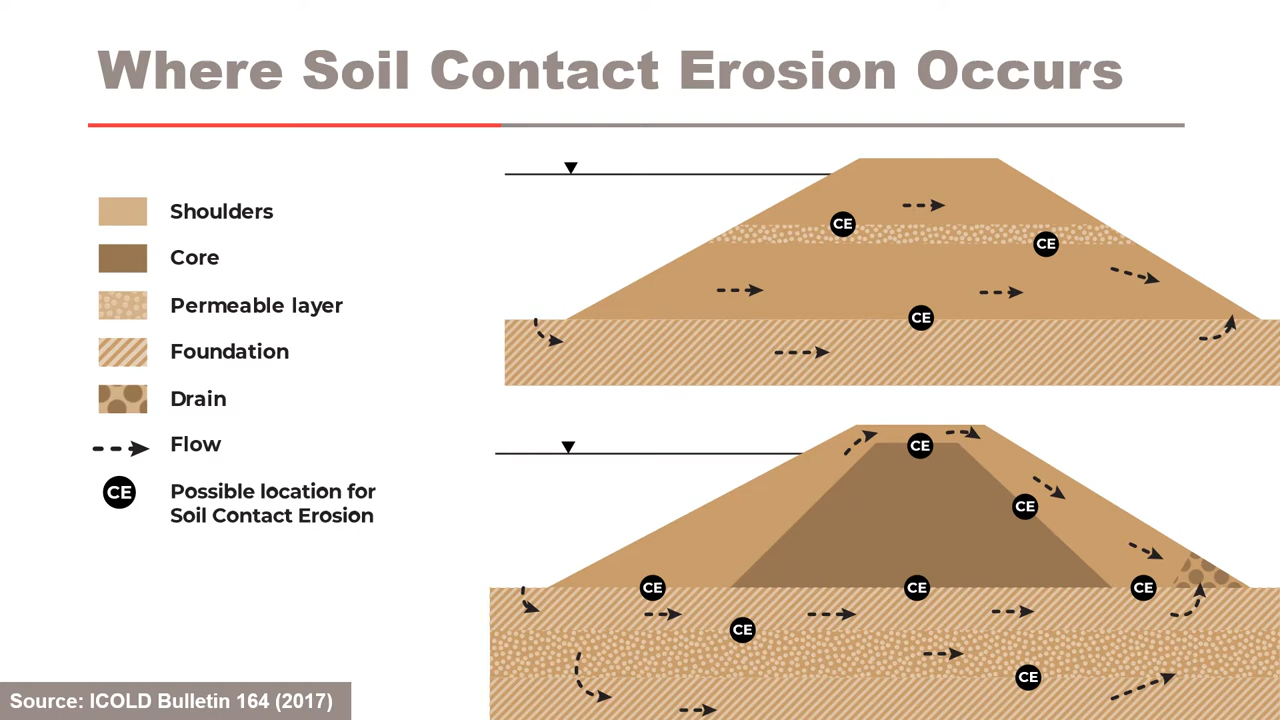 Where Soil Contact Erosion Occurs
Shoulders
Core
Permeable layer
Foundation
Drain
Flow
CE
Possible location for
Soil Contact Erosion
CE
CE
CE
CE
CE
CE
CE
CE
CE
CE
Source: ICOLD Bulletin 164 (2017)